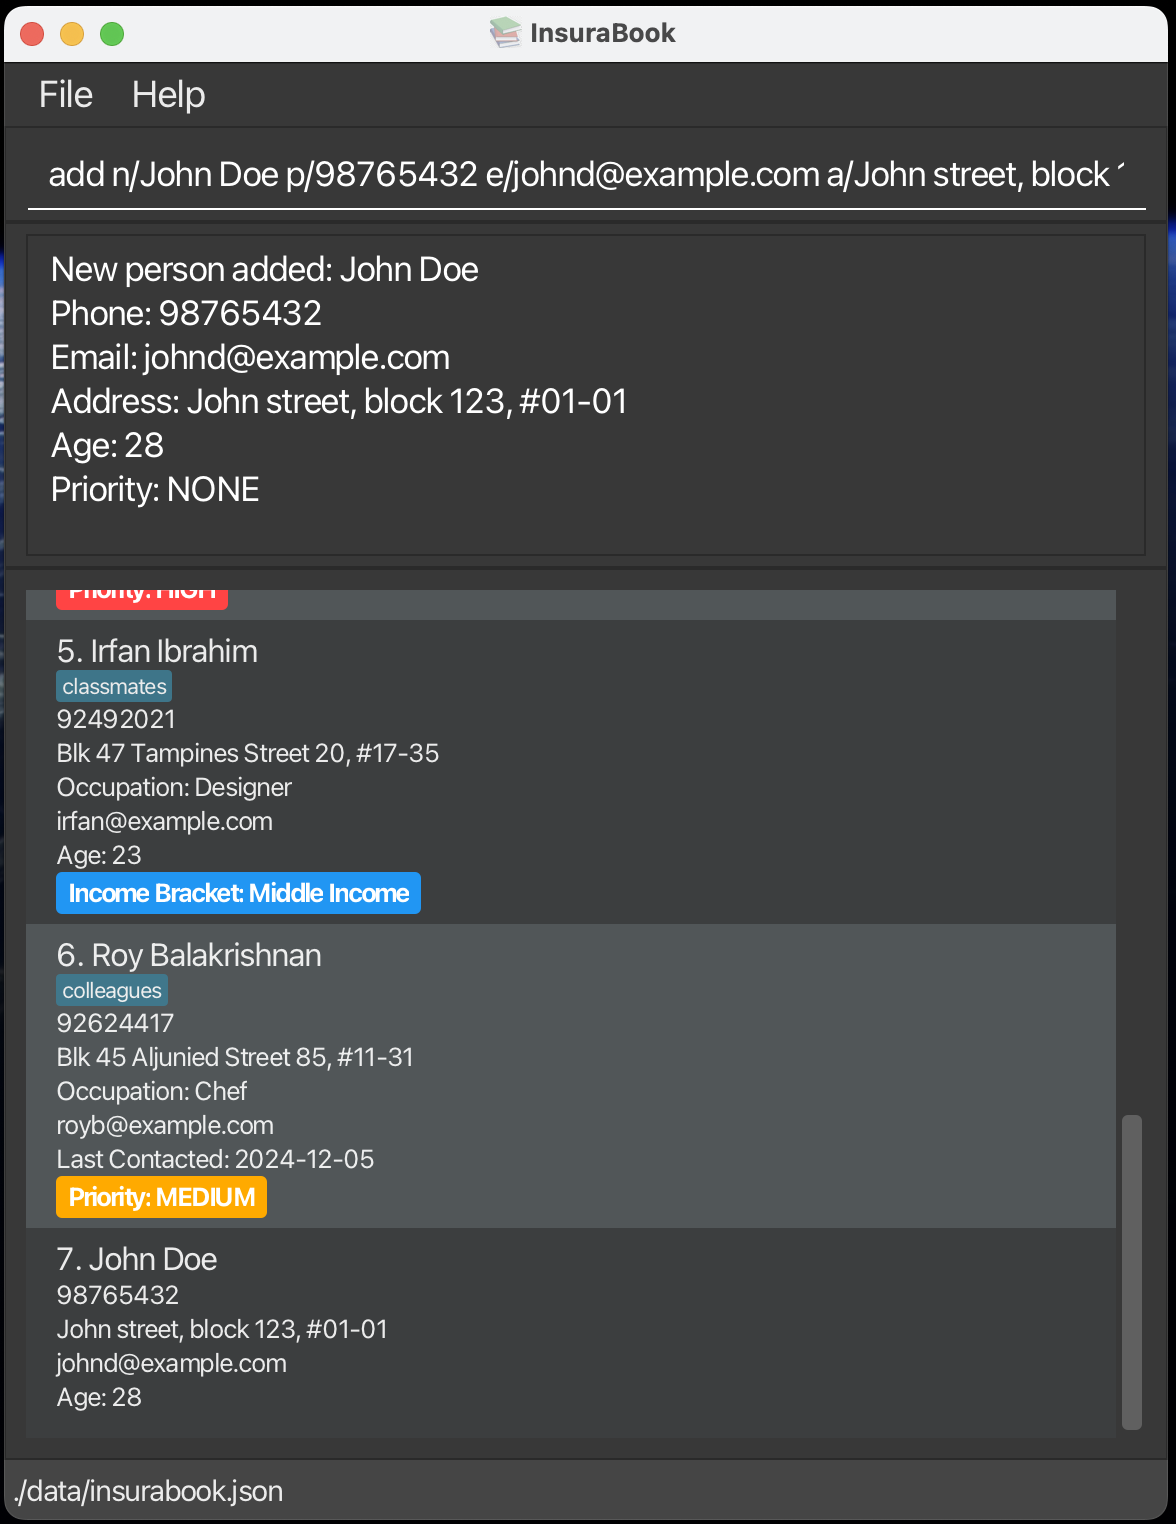 InsuraBook
File Help
add n/John Doe p/98765432 e/johnd@example.com a/John street, block
New person added: John Doe
Phone: 98765432
Email: johnd@example.com
Address: John street, block 123, #01-01
Age: 28
Priority: NONE
Priority: HIGH
5. Irfan Ibrahim
classmates
92492021
Blk 47 Tampines Street 20, #17-35
Occupation: Designer
irfan@example.com
Age: 23
Income Bracket: Middle Income
6. Roy Balakrishnan
colleagues
92624417
Blk 45 Aljunied Street 85, #11-31
Occupation: Chef
royb@example.com
Last Contacted: 2024-12-05
Priority: MEDIUM
7. John Doe
98765432
John street, block 123, #01-01
johnd@example.com
Age: 28
./data/insurabook.json